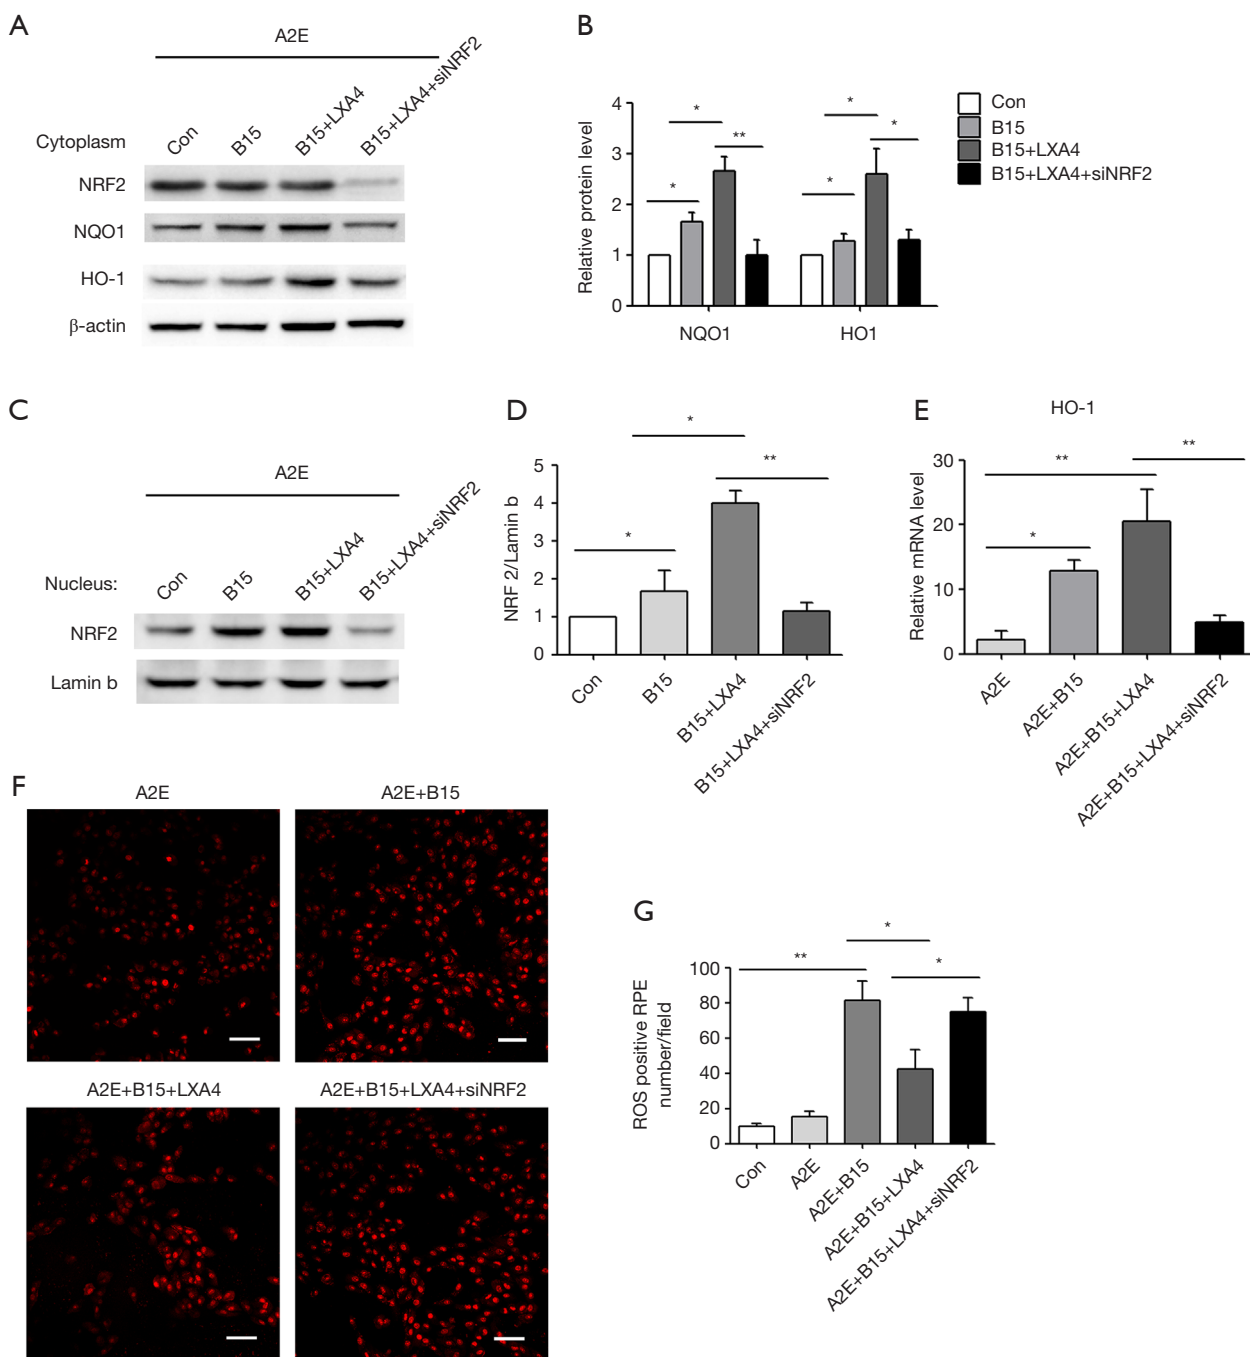 A
A2E
Cytoplasm
Con
B15
B15+LXA4
B15+LXA4+siNRF2
NRF2
NQO1
HO-1
β-actin
B
Relative protein level
4
3
2
1
0
*
*
**
*
*
*
NQO1
HO1
Con
B15
B15+LXA4
B15+LXA4+siNRF2
C
A2E
Nucleus:
Con
B15
B15+LXA4
B15+LXA4+siNRF2
NRF2
Lamin b
D
NRF 2/Lamin b
5
4
3
2
1
0
*
*
**
Con
B15
B15+LXA4
B15+LXA4+siNRF2
E
HO-1
Relative mRNA level
30
20
10
0
**
**
*
A2E
A2E+B15
A2E+B15+LXA4
A2E+B15+LXA4+siNRF2
F
A2E
A2E+B15
A2E+B15+LXA4
A2E+B15+LXA4+siNRF2
G
ROS positive RPE
number/field
100
80
60
40
20
0
*
**
*
Con
A2E
A2E+B15
A2E+B15+LXA4
A2E+B15+LXA4+siNRF2